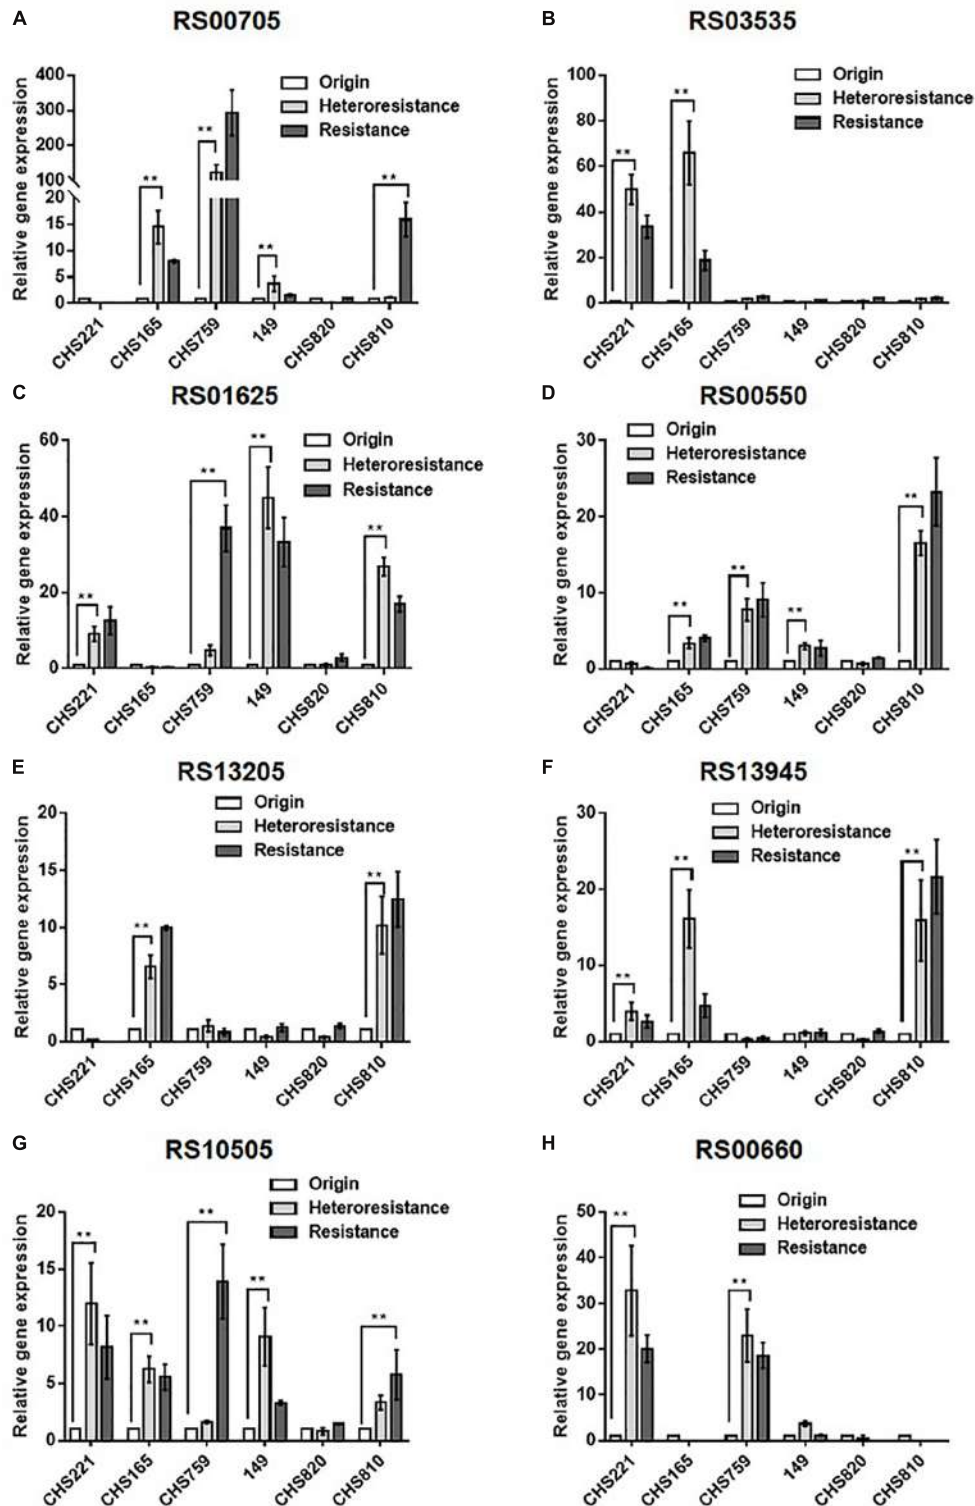 A
RS00705
Relative gene expression
400
300
200
100
20
15
10
5
0
Origin
Heteroresistance
Resistance
**
**
**
**
CHS221
CHS165
CHS759
149
CHS820
CHS810
B
RS03535
Relative gene expression
100
80
60
40
20
0
Origin
Heteroresistance
Resistance
**
**
CHS221
CHS165
CHS759
149
CHS820
CHS810
C
RS01625
Relative gene expression
60
40
20
0
Origin
Heteroresistance
Resistance
**
**
**
**
CHS221
CHS165
CHS759
149
CHS820
CHS810
D
RS00550
Relative gene expression
30
20
10
0
Origin
Heteroresistance
Resistance
**
**
**
**
CHS221
CHS165
CHS759
149
CHS820
CHS810
E
RS13205
Relative gene expression
20
15
10
5
0
Origin
Heteroresistance
Resistance
**
**
CHS221
CHS165
CHS759
149
CHS820
CHS810
F
RS13945
Relative gene expression
30
20
10
0
Origin
Heteroresistance
Resistance
**
**
**
CHS221
CHS165
CHS759
149
CHS820
CHS810
G
RS10505
Relative gene expression
20
15
10
5
0
Origin
Heteroresistance
Resistance
**
**
**
**
**
CHS221
CHS165
CHS759
149
CHS820
CHS810
H
RS00660
Relative gene expression
50
40
30
20
10
0
Origin
Heteroresistance
Resistance
**
**
CHS221
CHS165
CHS759
149
CHS820
CHS810